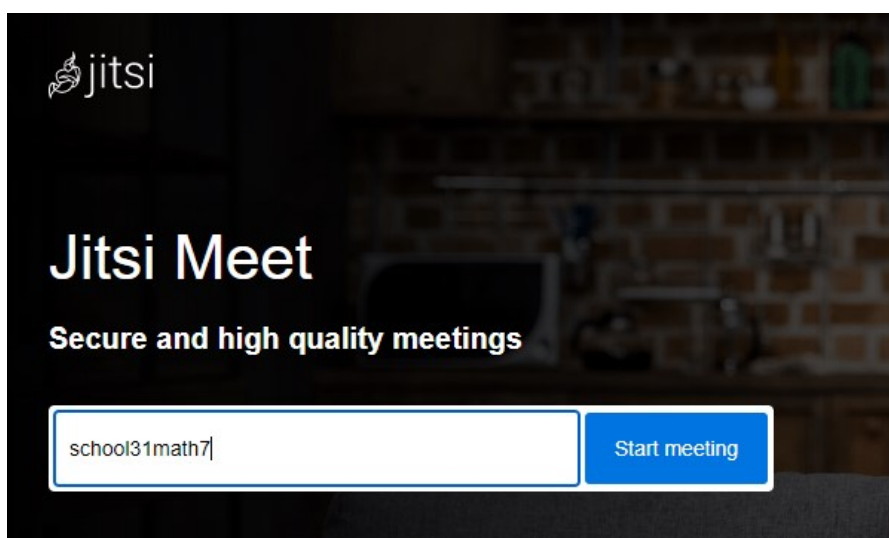 jitsi
Jitsi Meet
Secure and high quality meetings
school31math7
Start meeting